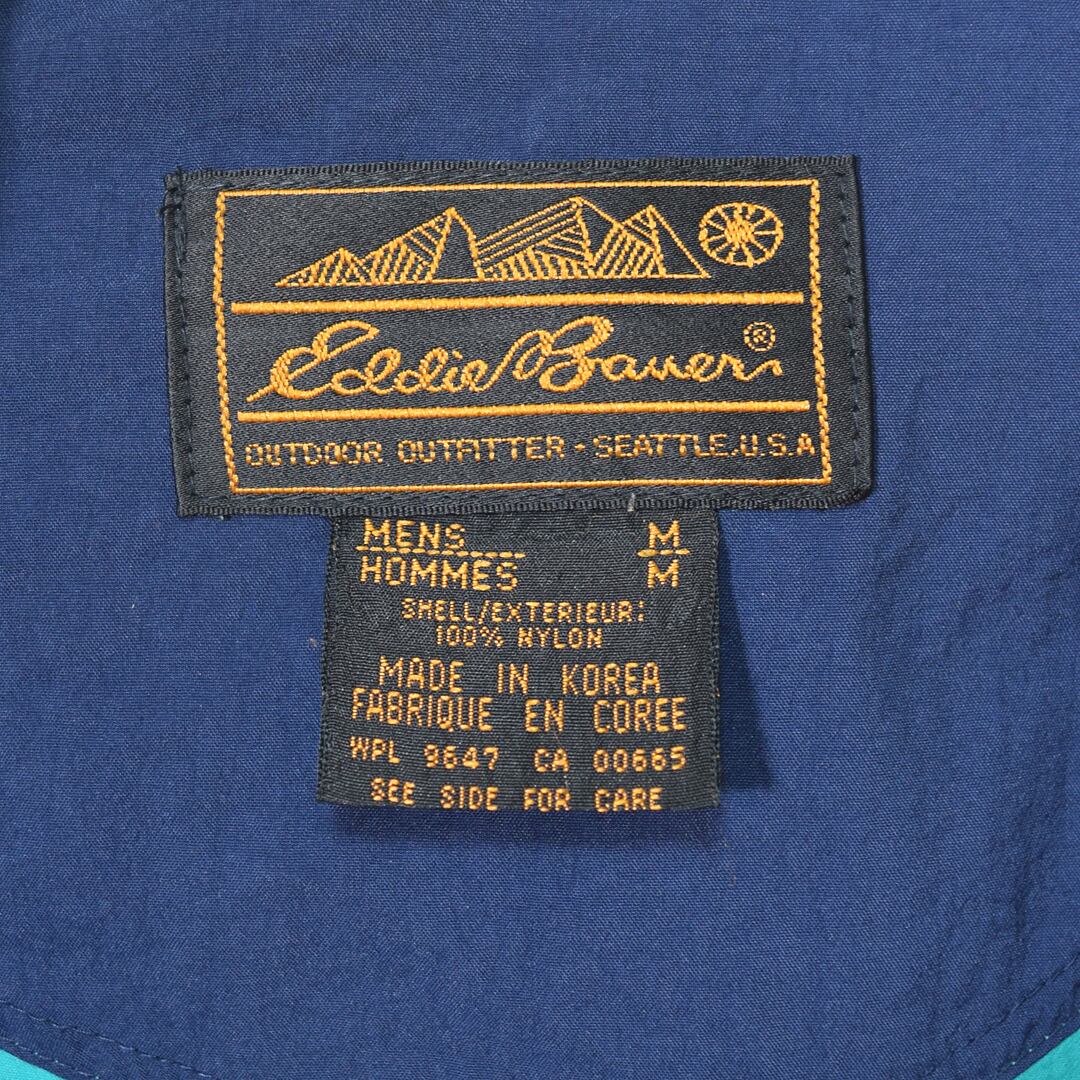 Eddie Bauer®
OUTDOOR OUTFITTER · SEATTLE, U.S.A
MENS M
HOMMES M
SHELL/EXTERIEUR:
100% NYLON
MADE IN KOREA
FABRIQUE EN COREE
WPL 9647 CA 00665
SEE SIDE FOR CARE